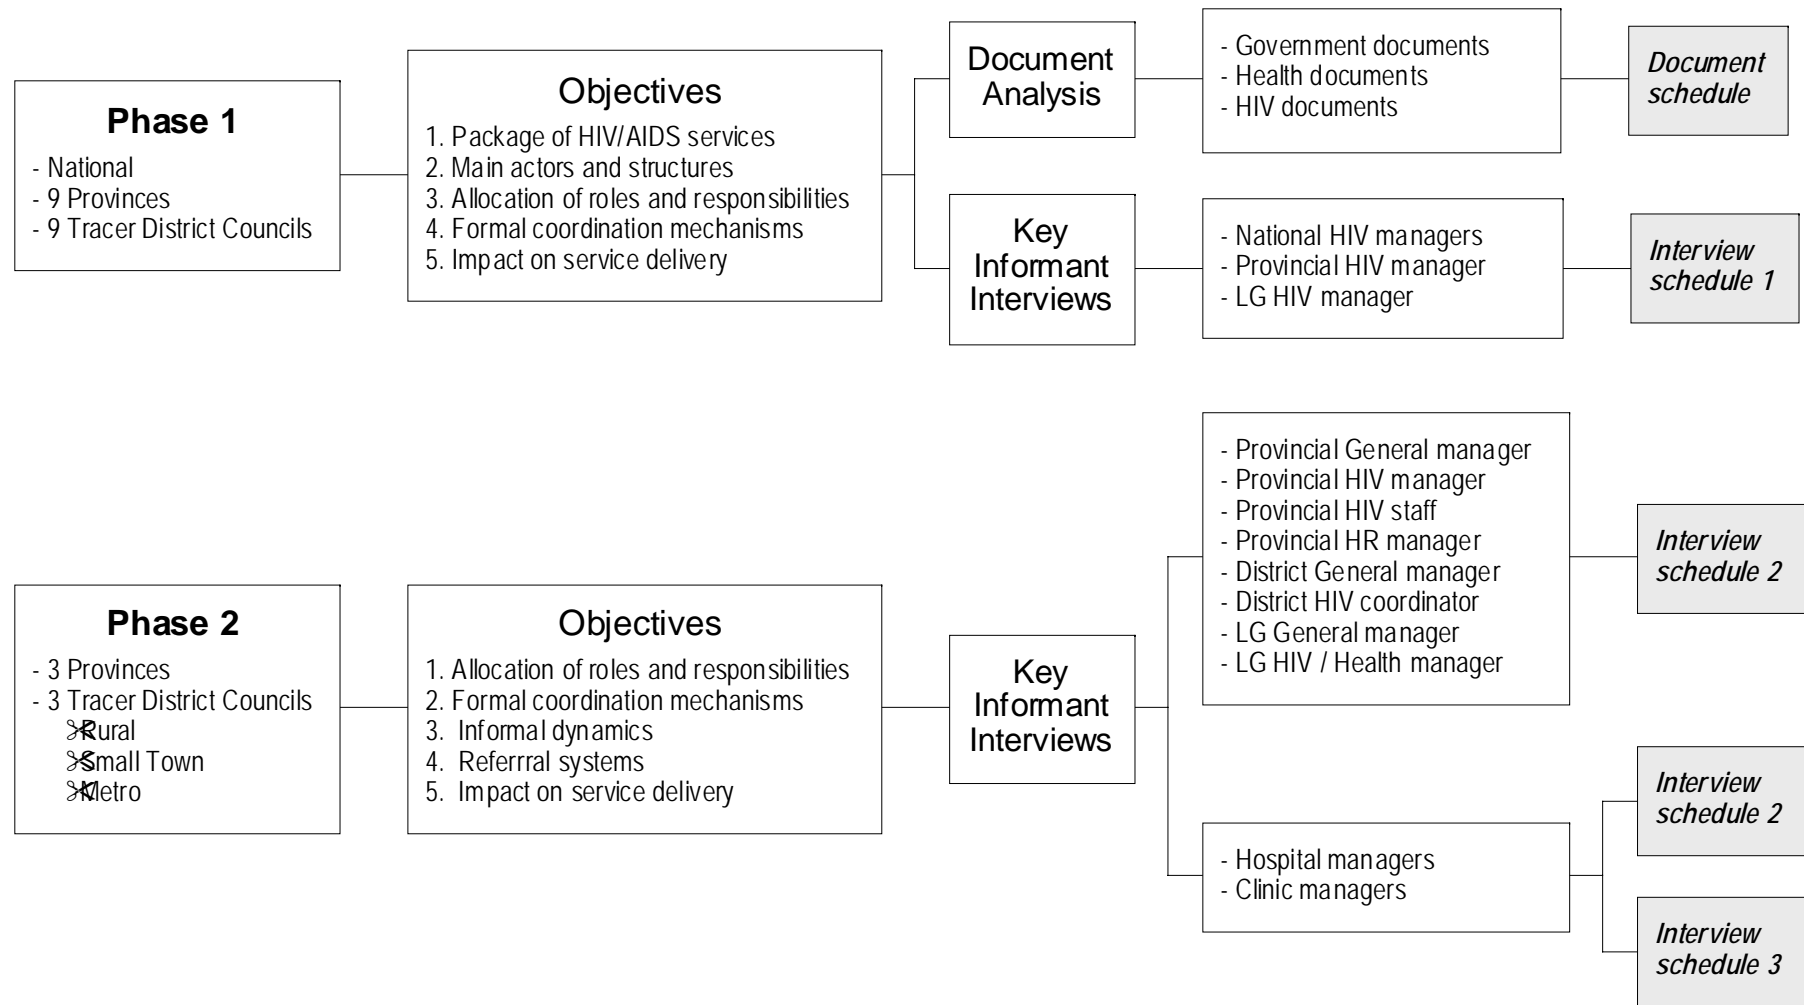 Phase 1
- National
- 9 Provinces
- 9 Tracer District Councils
Objectives
1. Package of HIV/AIDS services
2. Main actors and structures
3. Allocation of roles and responsibilities
4. Formal coordination mechanisms
5. Impact on service delivery
Document
Analysis
- Government documents
- Health documents
- HIV documents
Document
schedule
Key
Informant
Interviews
- National HIV managers
- Provincial HIV manager
- LG HIV manager
Interview
schedule 1
Phase 2
- 3 Provinces
- 3 Tracer District Councils
✂Rural
✂Small Town
✂Metro
Objectives
1. Allocation of roles and responsibilities
2. Formal coordination mechanisms
3. Informal dynamics
4. Referrral systems
5. Impact on service delivery
Key
Informant
Interviews
- Provincial General manager
- Provincial HIV manager
- Provincial HIV staff
- Provincial HR manager
- District General manager
- District HIV coordinator
- LG General manager
- LG HIV / Health manager
Interview
schedule 2
- Hospital managers
- Clinic managers
Interview
schedule 2
Interview
schedule 3